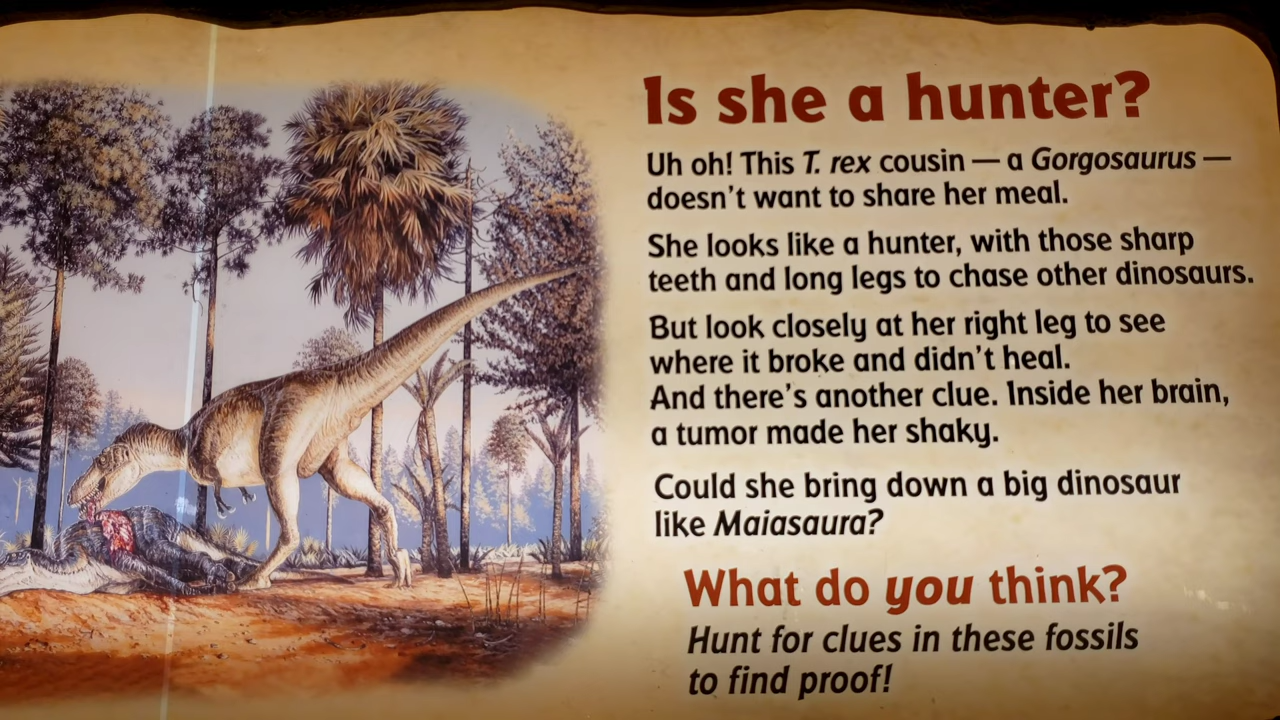 Is she a hunter?
Uh oh! This T. rex cousin — a Gorgosaurus —
doesn't want to share her meal.
She looks like a hunter, with those sharp
teeth and long legs to chase other dinosaurs.
But look closely at her right leg to see
where it broke and didn't heal.
And there's another clue. Inside her brain,
a tumor made her shaky.
Could she bring down a big dinosaur
like Maiasaura?
What do you think?
Hunt for clues in these fossils
to find proof!